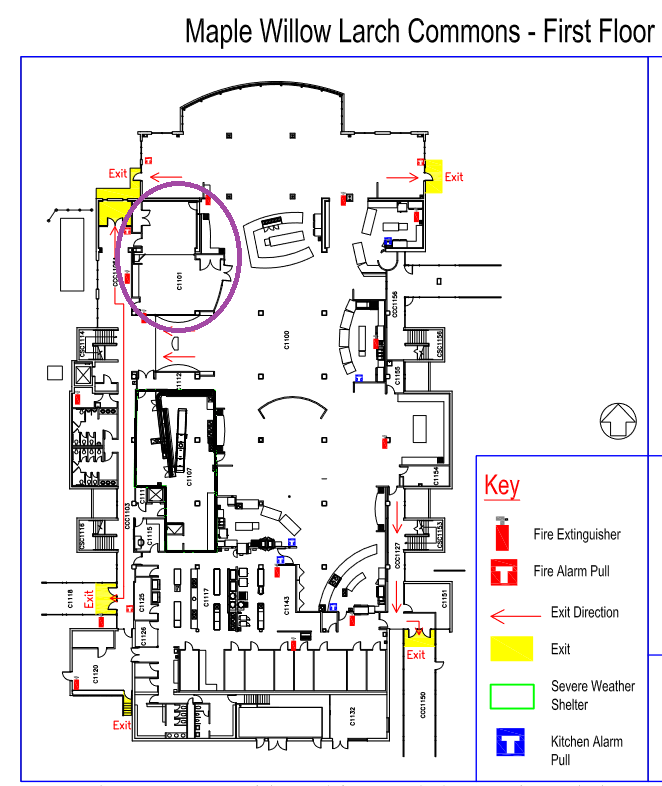 Maple Willow Larch Commons - First Floor
Exit
Exit
C1101
CSC1114
C1100
CCC1156
CSC1158
C1155
C1112
C1107
C1154
CCC1103
C1115
CSC1116
CSC1153
CCC1127
C1118
Exit
C1125
C1117
C1143
C1151
C1126
C1120
Exit
Exit
C1132
CCC1150
Key
Fire Extinguisher
Fire Alarm Pull
Exit Direction
Exit
Severe Weather
Shelter
Kitchen Alarm
Pull